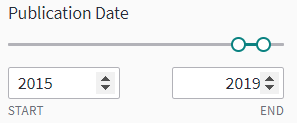 Publication Date
2015 2019
START END